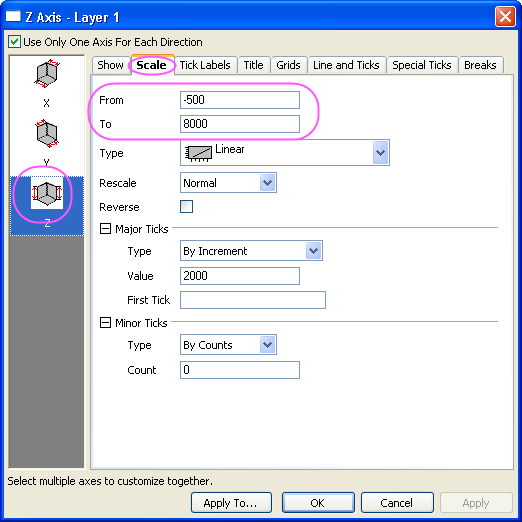 Z Axis - Layer 1
Use Only One Axis For Each Direction
Show Scale Tick Labels Title Grids Line and Ticks Special Ticks Breaks
X
Y
Z
From -500
To 8000
Type Linear
Rescale Normal
Reverse
Major Ticks
Type By Increment
Value 2000
First Tick
Minor Ticks
Type By Counts
Count 0
Select multiple axes to customize together.
Apply To... OK Cancel Apply